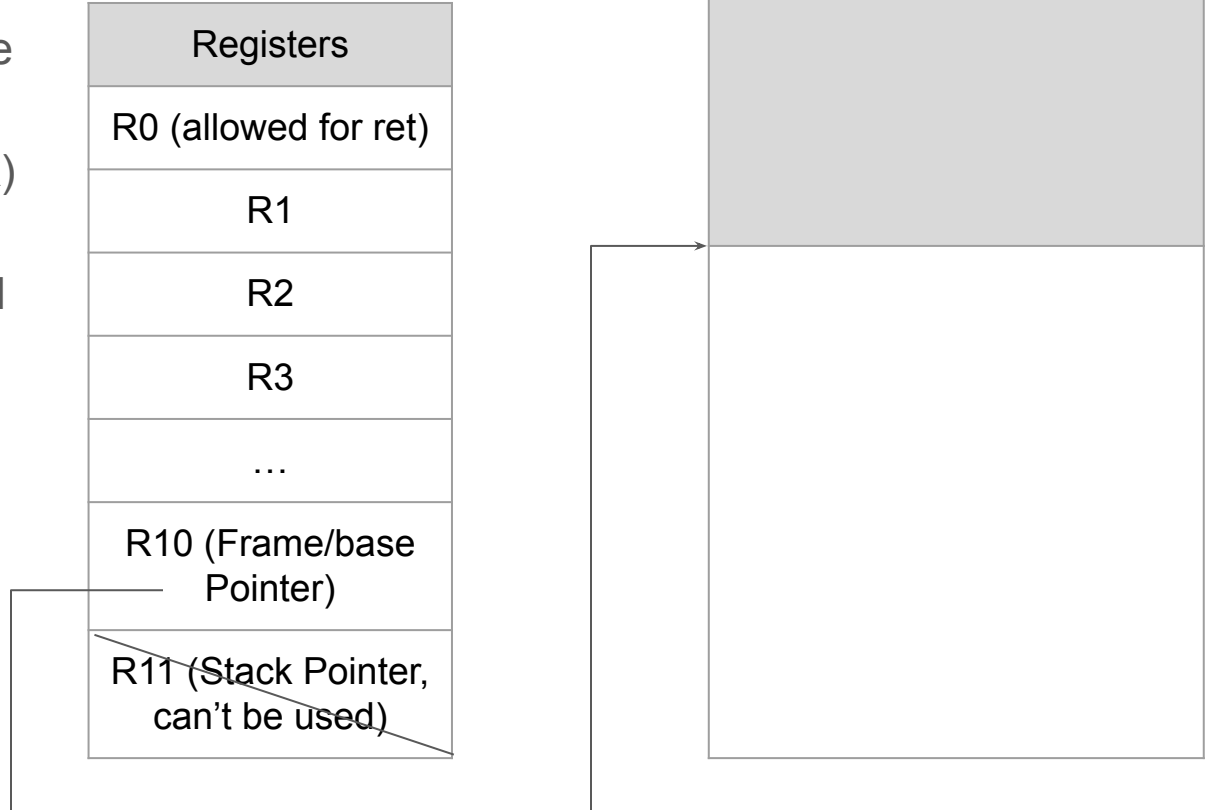 e
)
l
Registers
R0 (allowed for ret)
R1
R2
R3
…
R10 (Frame/base
Pointer)
R11 (Stack Pointer,
can’t be used)